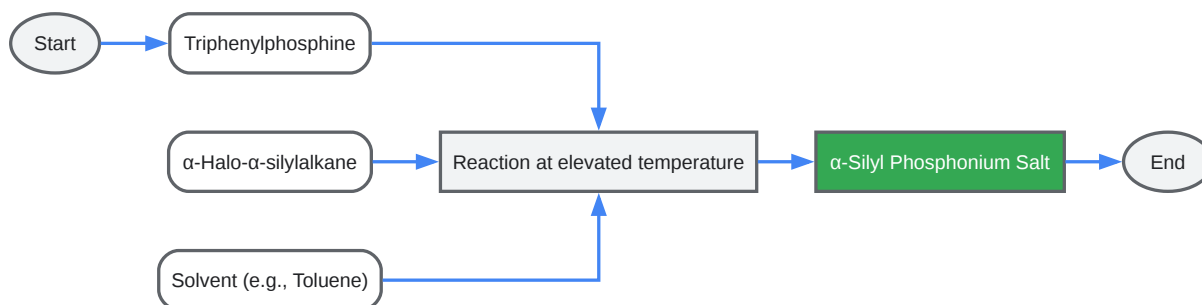 Start
Triphenylphosphine
α-Halo-α-silylalkane
Reaction at elevated temperature
α-Silyl Phosphonium Salt
End
Solvent (e.g., Toluene)